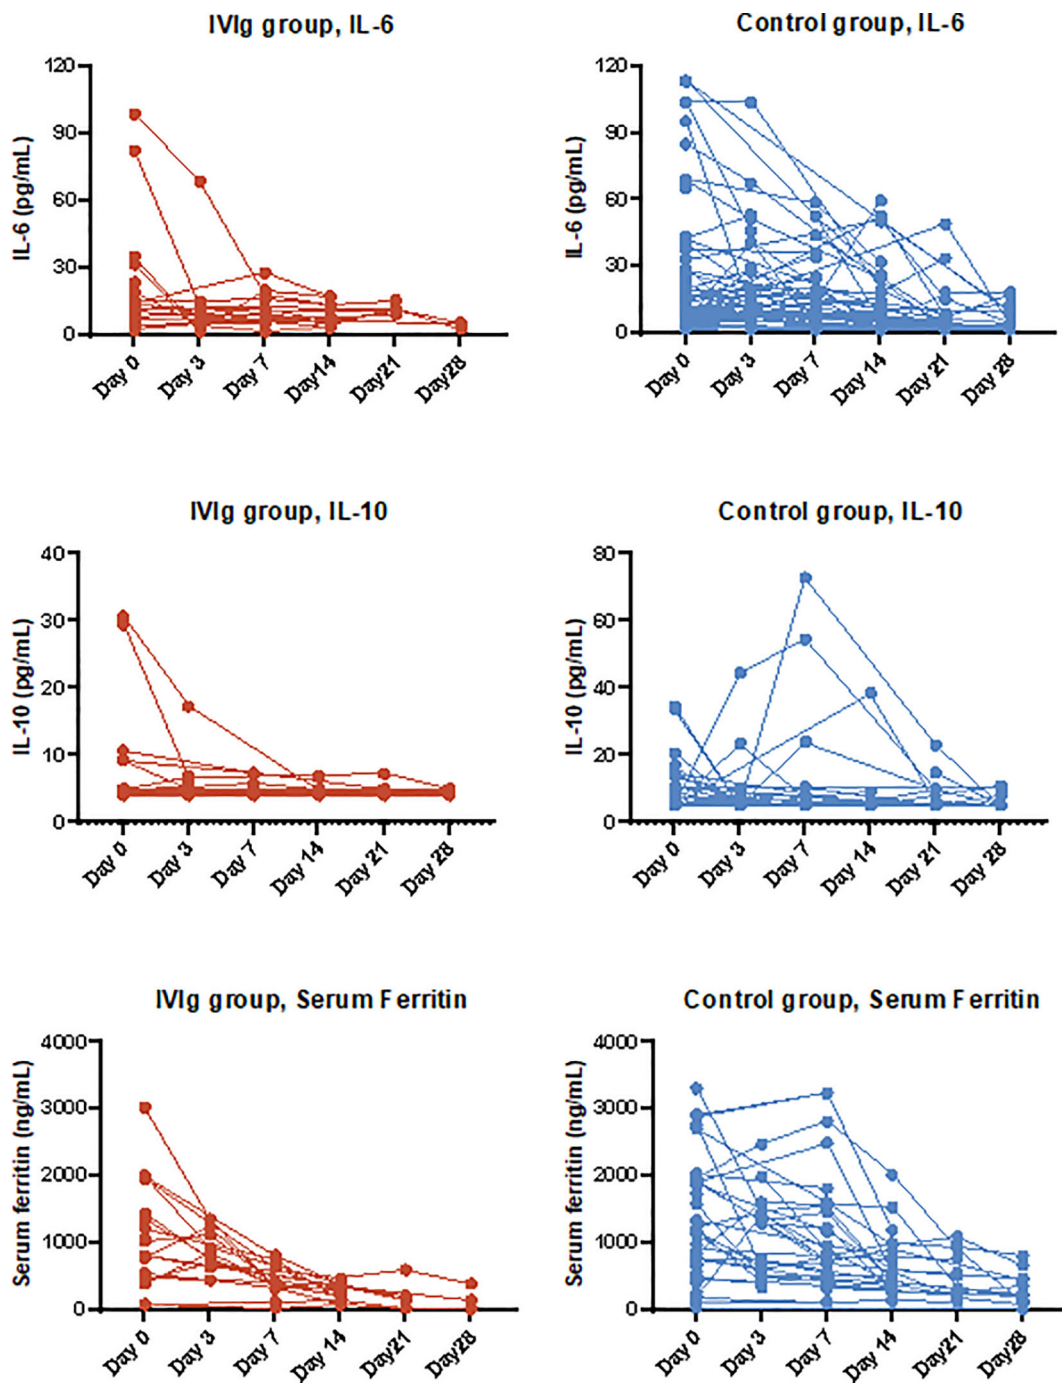 IVIg group, IL-6
Control group, IL-6
IL-6 (pg/mL)
120
90
60
30
0
Day 0
Day 3
Day 7
Day14
Day21
Day28
IL-6 (pg/mL)
120
90
60
30
0
Day 0
Day 3
Day 7
Day 14
Day 21
Day 28
IVIg group, IL-10
Control group, IL-10
IL-10 (pg/mL)
40
30
20
10
0
Day 0
Day 3
Day 7
Day 14
Day 21
Day 28
IL-10 (pg/mL)
80
60
40
20
0
Day 0
Day 3
Day 7
Day 14
Day 21
Day 28
IVIg group, Serum Ferritin
Control group, Serum Ferritin
Serum ferritin (ng/mL)
4000
3000
2000
1000
0
Day 0
Day 3
Day 7
Day 14
Day21
Day28
Serum ferritin (ng/mL)
4000
3000
2000
1000
0
Day 0
Day 3
Day 7
Day 14
Day 21
Day 28